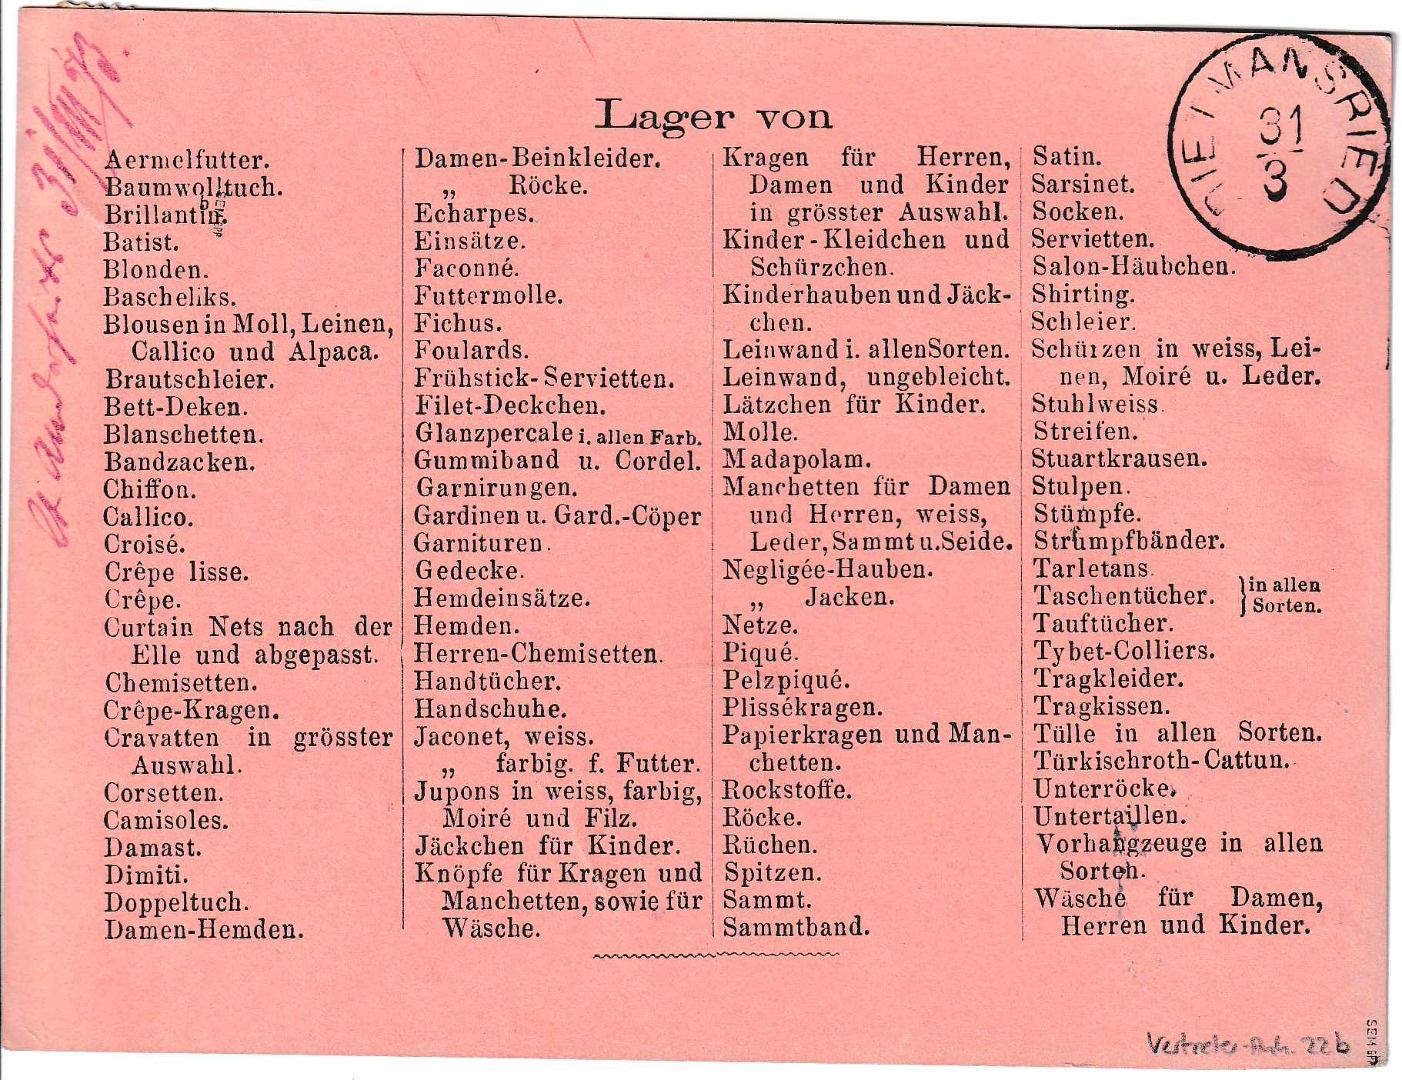 Lager von
Aermelfutter.
Baumwolltuch.
Brillantin.
Batist.
Blonden.
Bascheliks.
Blousen in Moll, Leinen,
Callico und Alpaca.
Brautschleier.
Bett-Deken.
Blanschetten.
Bandzacken.
Chiffon.
Callico.
Croisé.
Crêpe lisse.
Crêpe.
Curtain Nets nach der
Elle und abgepasst.
Chemisetten.
Crêpe-Kragen.
Cravatten in grösster
Auswahl.
Corsetten.
Camisoles.
Damast.
Dimiti.
Doppeltuch.
Damen-Hemden.
Damen-Beinkleider.
„ Röcke.
Echarpes.
Einsätze.
Faconné.
Futtermolle.
Fichus.
Foulards.
Frühstick-Servietten.
Filet-Deckchen.
Glanzpercale i. allen Farb.
Gummiband u. Cordel.
Garnirungen.
Gardinen u. Gard.-Cöper
Garnituren.
Gedecke.
Hemdeinsätze.
Hemden.
Herren-Chemisetten.
Handtücher.
Handschuhe.
Jaconet, weiss.
„ farbig. f. Futter.
Jupons in weiss, farbig,
Moiré und Filz.
Jäckchen für Kinder.
Knöpfe für Kragen und
Manchetten, sowie für
Wäsche.
Kragen für Herren,
Damen und Kinder
in grösster Auswahl.
Kinder-Kleidchen und
Schürzchen.
Kinderhauben und Jäck-
chen.
Leinwand i. allen Sorten.
Leinwand, ungebleicht.
Lätzchen für Kinder.
Molle.
Madapolam.
Manchetten für Damen
und Herren, weiss,
Leder, Sammt u. Seide.
Negligée-Hauben.
„ Jacken.
Netze.
Piqué.
Pelzpiqué.
Plissékragen.
Papierkragen und Man-
chetten.
Rockstoffe.
Röcke.
Rüchen.
Spitzen.
Sammt.
Sammtband.
Satin.
Sarsinet.
Socken.
Servietten.
Salon-Häubchen.
Shirting.
Schleier.
Schürzen in weiss, Lei-
nen, Moiré u. Leder.
Stuhlweiss.
Streifen.
Stuartkrausen.
Stulpen.
Stümpfe.
Strümpfbänder.
Tarletans.
Taschentücher. } in allen
Sorten.
Tauftücher.
Tybet-Colliers.
Tragkleider.
Tragkissen.
Tülle in allen Sorten.
Türkischroth-Cattun.
Unterröcke.
Untertaillen.
Vorhangzeuge in allen
Sorten.
Wäsche für Damen,
Herren und Kinder.
DIETMANSRIED
31
3
22b
SEM